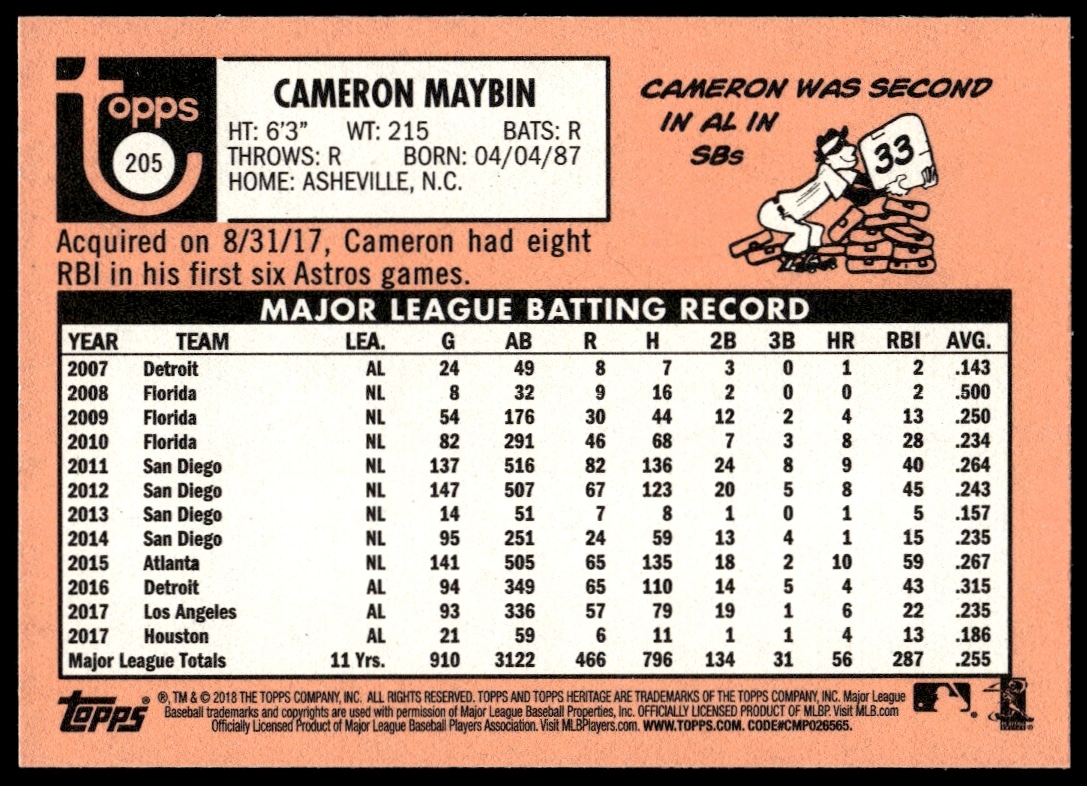 Topps
205
CAMERON MAYBIN
HT: 6'3" WT: 215 BATS: R
THROWS: R BORN: 04/04/87
HOME: ASHEVILLE, N.C.
CAMERON WAS SECOND
IN AL IN
SBs
33
Acquired on 8/31/17, Cameron had eight
RBI in his first six Astros games.
MAJOR LEAGUE BATTING RECORD
YEAR TEAM LEA. G AB R H 2B 3B HR RBI AVG.
2007 Detroit AL 24 49 8 7 3 0 1 2 .143
2008 Florida NL 8 32 9 16 2 0 0 2 .500
2009 Florida NL 54 176 30 44 12 2 4 13 .250
2010 Florida NL 82 291 46 68 7 3 8 28 .234
2011 San Diego NL 137 516 82 136 24 8 9 40 .264
2012 San Diego NL 147 507 67 123 20 5 8 45 .243
2013 San Diego NL 14 51 7 8 1 0 1 5 .157
2014 San Diego NL 95 251 24 59 13 4 1 15 .235
2015 Atlanta NL 141 505 65 135 18 2 10 59 .267
2016 Detroit AL 94 349 65 110 14 5 4 43 .315
2017 Los Angeles AL 93 336 57 79 19 1 6 22 .235
2017 Houston AL 21 59 6 11 1 1 4 13 .186
Major League Totals 11 Yrs. 910 3122 466 796 134 31 56 287 .255
TOPPS ® ®, TM & © 2018 THE TOPPS COMPANY, INC. ALL RIGHTS RESERVED. TOPPS AND TOPPS HERITAGE ARE TRADEMARKS OF THE TOPPS COMPANY, INC. Major League
Baseball trademarks and copyrights are used with permission of Major League Baseball Properties, Inc. OFFICIALLY LICENSED PRODUCT OF MLBP. Visit MLB.com
Officially Licensed Product of Major League Baseball Players Association. Visit MLBPlayers.com. WWW.TOPPS.COM. CODE#CMP026565.